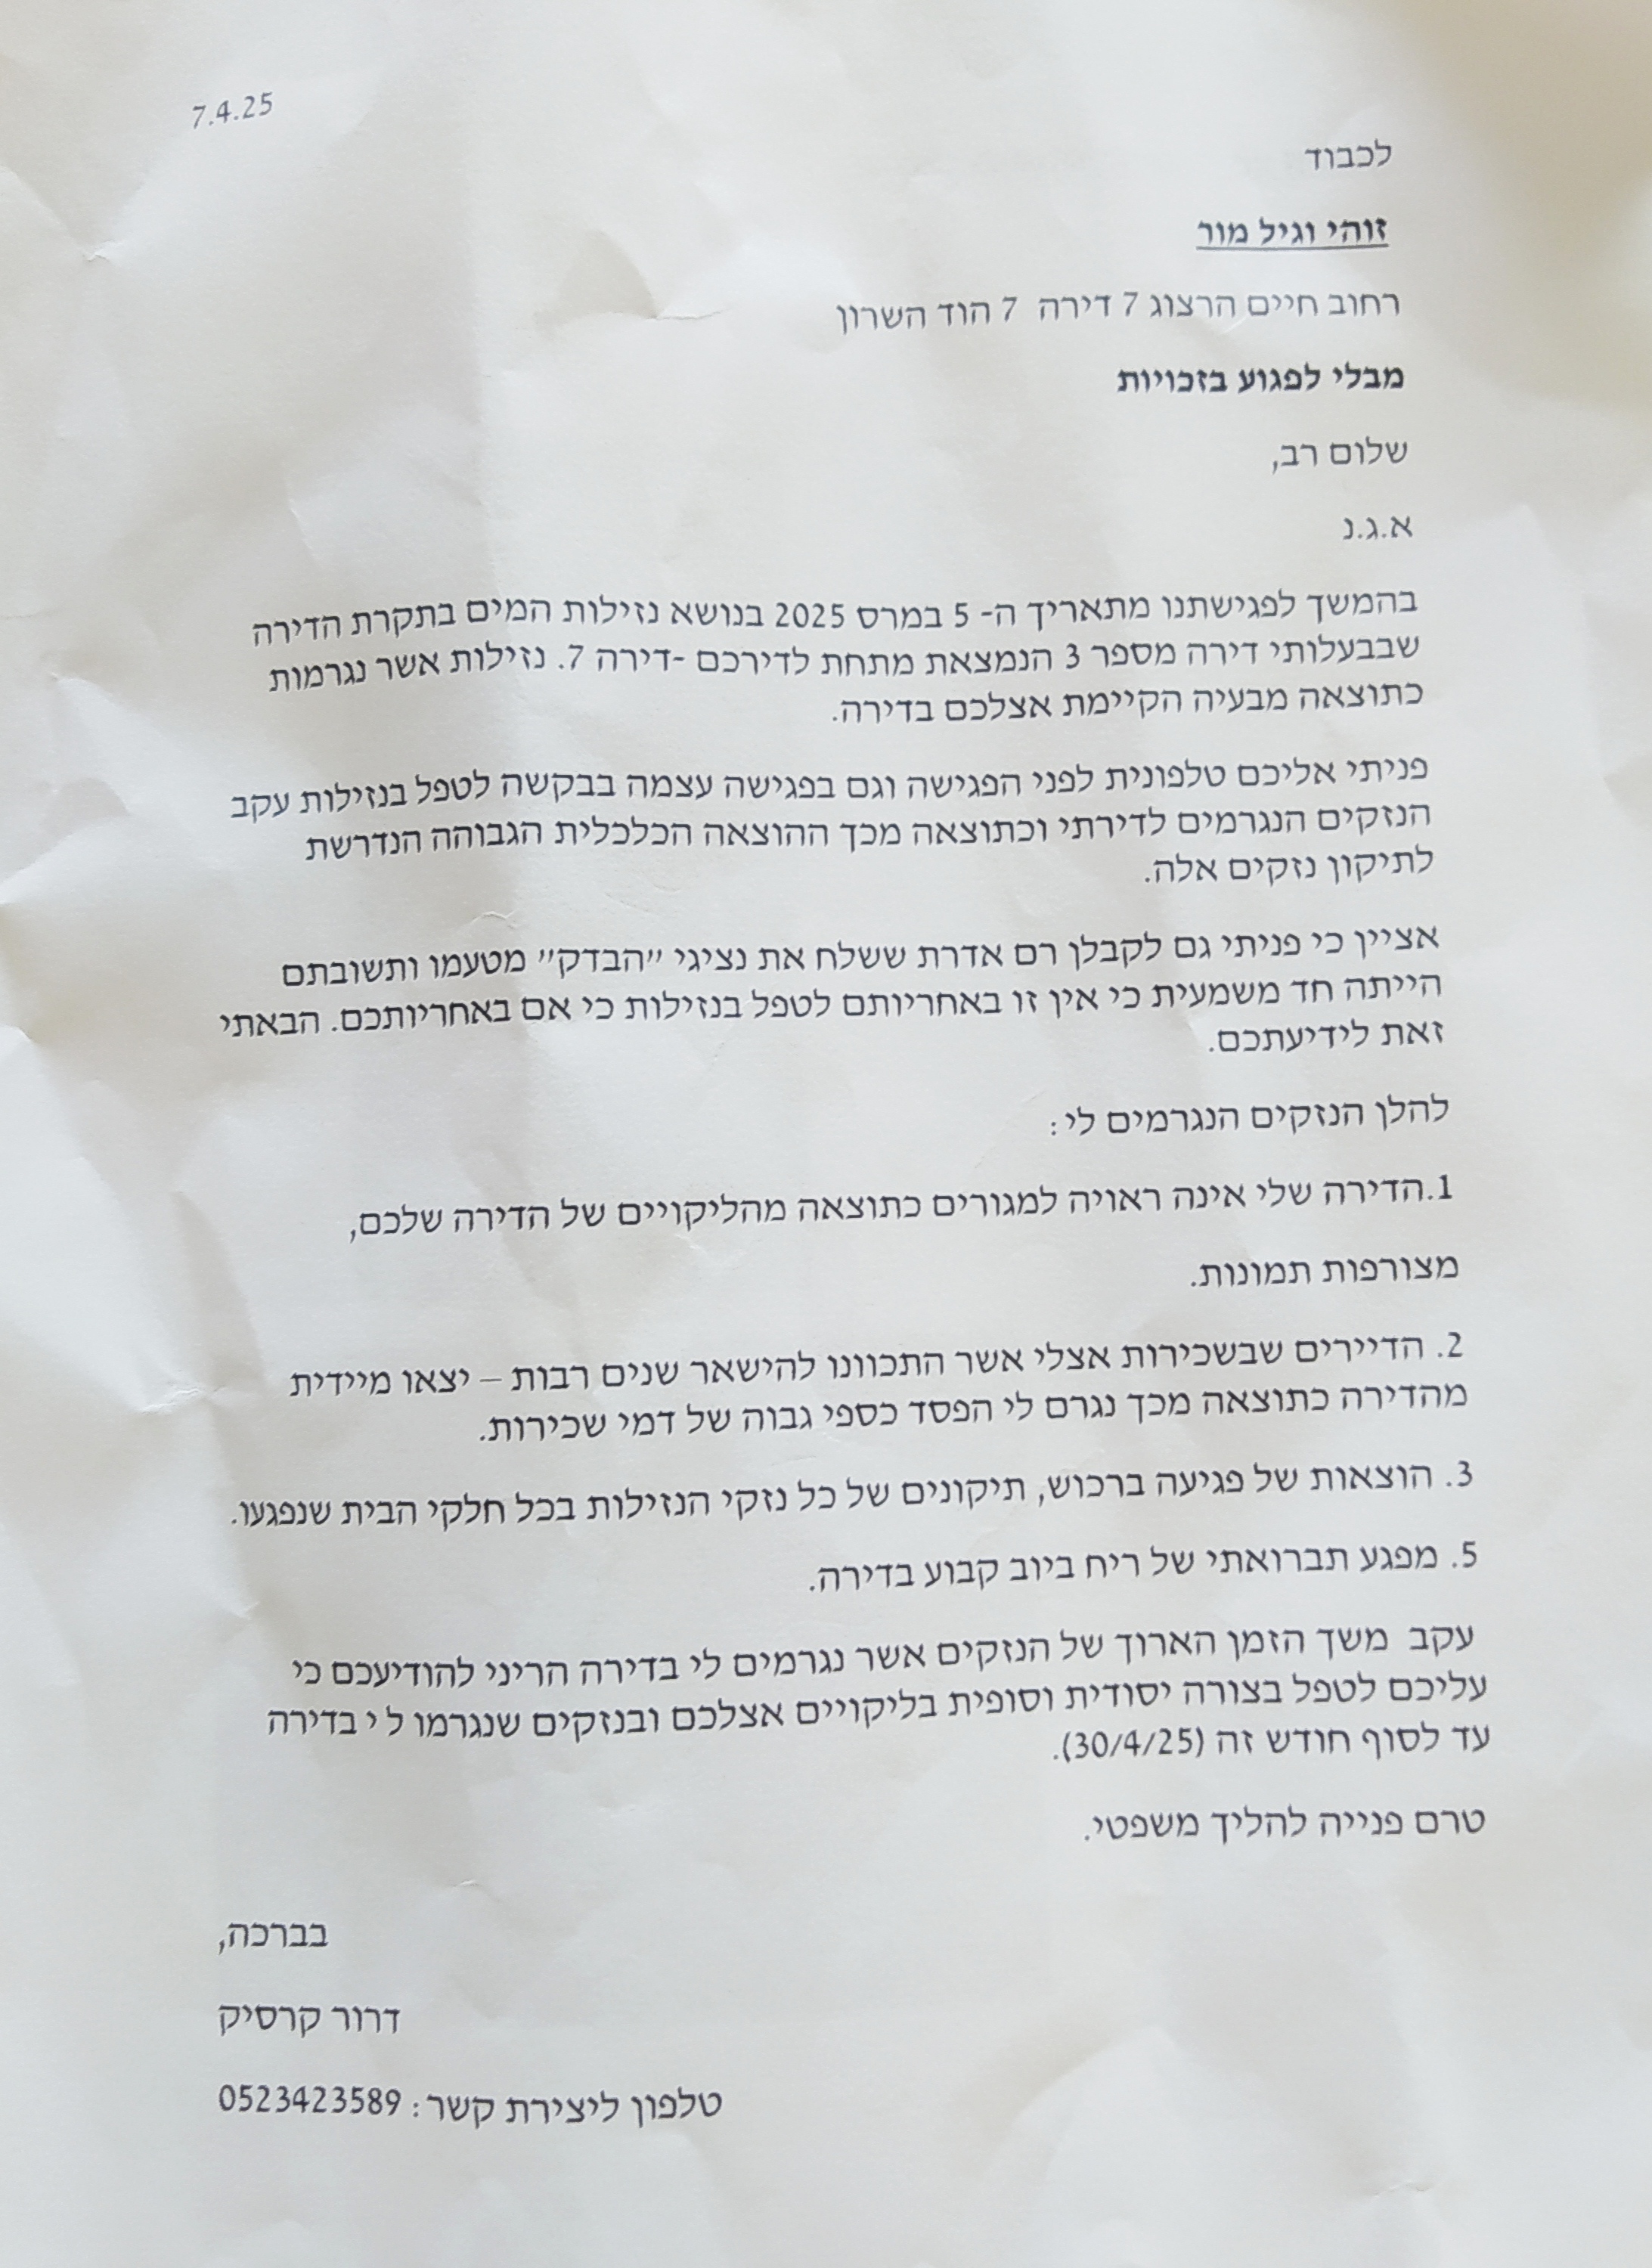 7.4.25
לכבוד
זוהי וגיל מור
רחוב חיים הרצוג 7 דירה 7 הוד השרון
מבלי לפגוע בזכויות
שלום רב,
א.ג.נ
בהמשך לפגישתנו מתאריך ה- 5 במרס 2025 בנושא נזילות המים בתקרת הדירה
שבבעלותי דירה מספר 3 הנמצאת מתחת לדירכם -דירה 7. נזילות אשר נגרמות
כתוצאה מבעיה הקיימת אצלכם בדירה.
פניתי אליכם טלפונית לפני הפגישה וגם בפגישה עצמה בבקשה לטפל בנזילות עקב
הנזקים הנגרמים לדירתי וכתוצאה מכך ההוצאה הכלכלית הגבוהה הנדרשת
לתיקון נזקים אלה.
אציין כי פניתי גם לקבלן רם אדרת ששלח את נציגי "הבדק" מטעמו ותשובתם
הייתה חד משמעית כי אין זו באחריותם לטפל בנזילות כי אם באחריותכם. הבאתי
זאת לידיעתכם.
להלן הנזקים הנגרמים לי:
1.הדירה שלי אינה ראויה למגורים כתוצאה מהליקויים של הדירה שלכם,
מצורפות תמונות.
2. הדיירים שבשכירות אצלי אשר התכוונו להישאר שנים רבות – יצאו מיידית
מהדירה כתוצאה מכך נגרם לי הפסד כספי גבוה של דמי שכירות.
3. הוצאות של פגיעה ברכוש, תיקונים של כל נזקי הנזילות בכל חלקי הבית שנפגעו.
5. מפגע תברואתי של ריח ביוב קבוע בדירה.
עקב משך הזמן הארוך של הנזקים אשר נגרמים לי בדירה הריני להודיעכם כי
עליכם לטפל בצורה יסודית וסופית בליקויים אצלכם ובנזקים שנגרמו ל י בדירה
עד לסוף חודש זה (30/4/25).
טרם פנייה להליך משפטי.
בברכה,
דרור קרסיק
טלפון ליצירת קשר: 0523423589